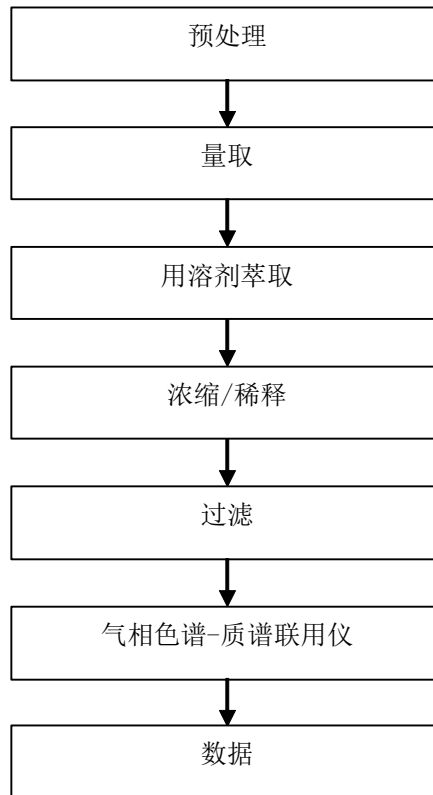 预处理
量取
用溶剂萃取
浓缩/稀释
过滤
气相色谱-质谱联用仪
数据